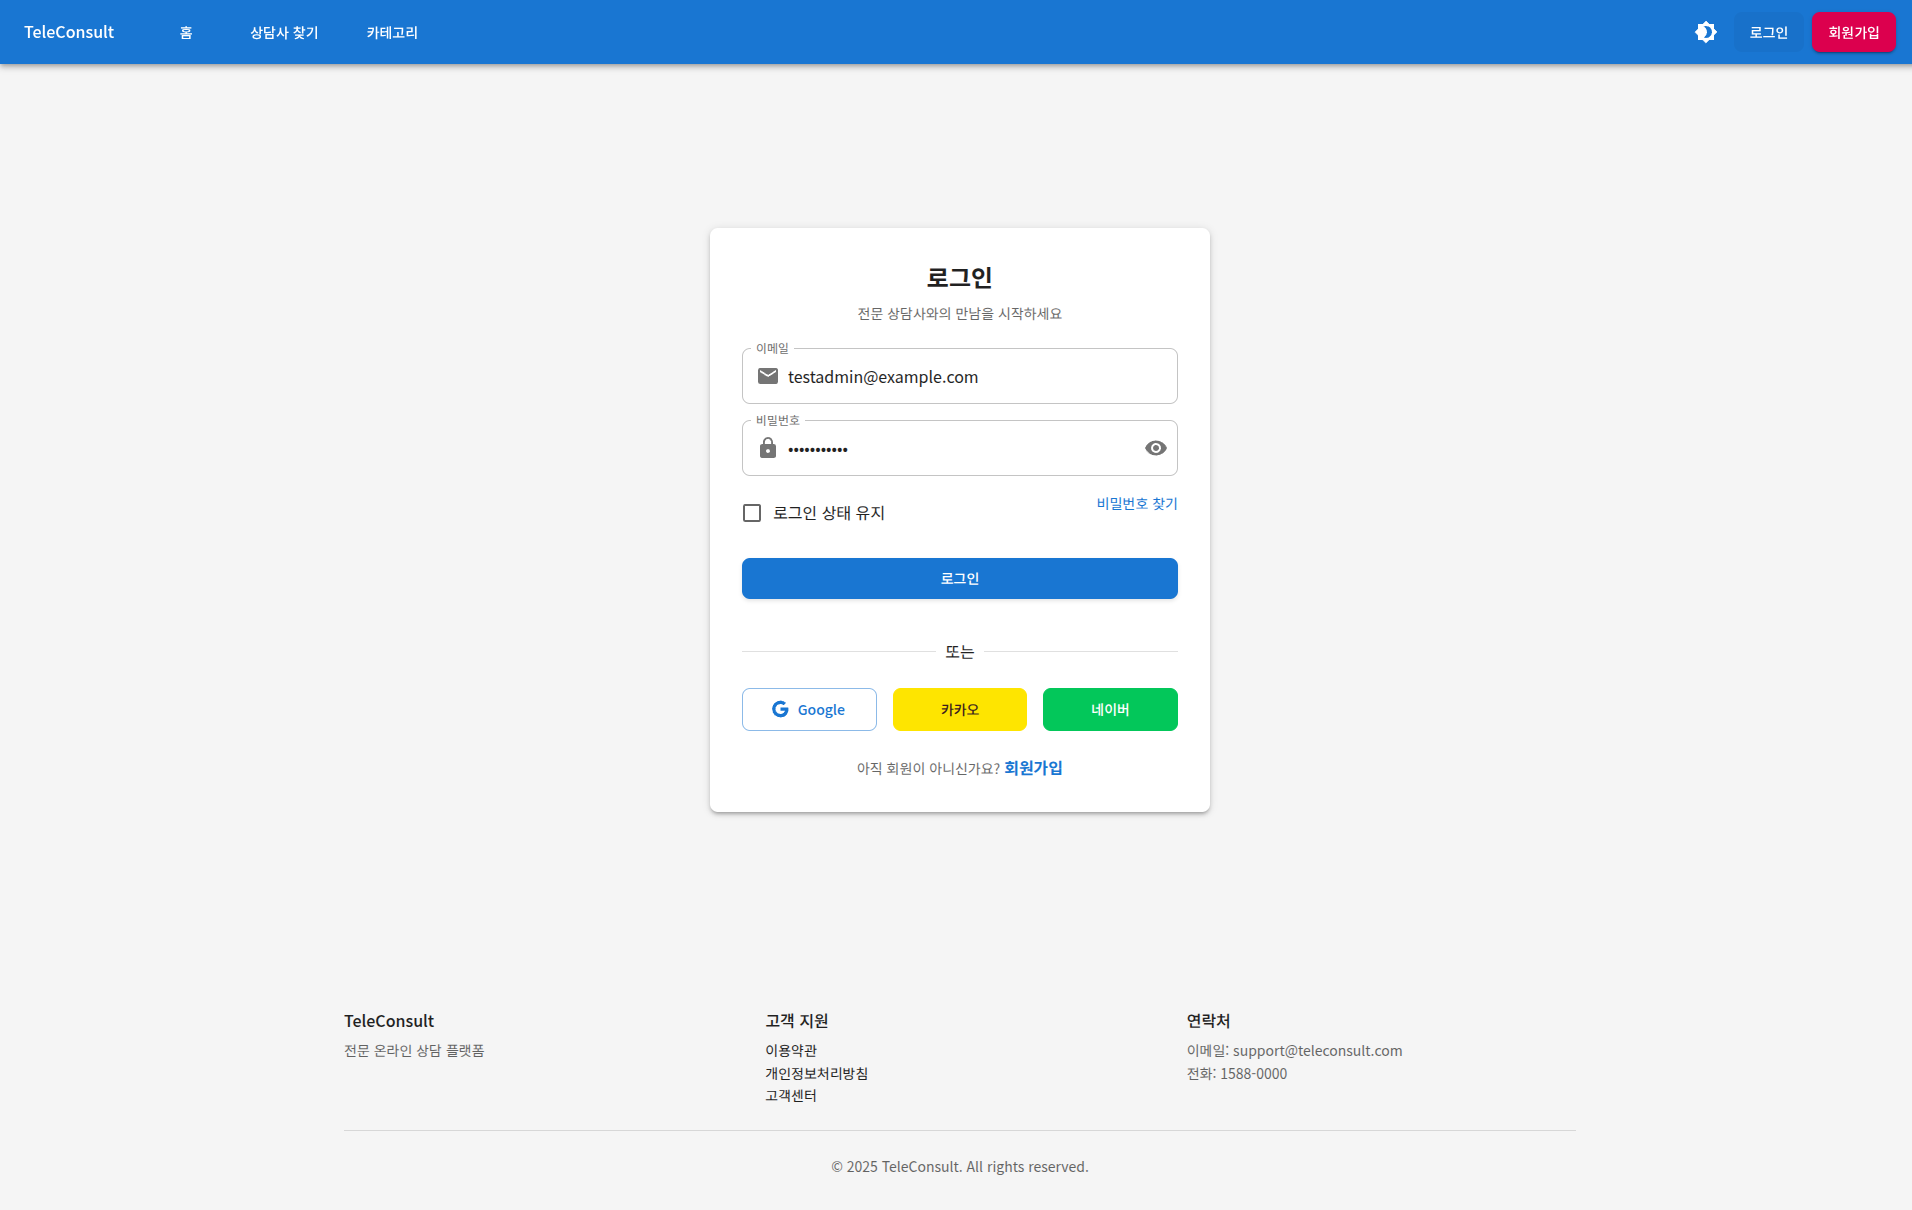 TeleConsult
홈
상담사 찾기
카테고리
로그인
회원가입
로그인
전문 상담사와의 만남을 시작하세요
이메일
testadmin@example.com
비밀번호
•••••••••••
로그인 상태 유지
비밀번호 찾기
로그인
또는
Google
카카오
네이버
아직 회원이 아니신가요? 회원가입
TeleConsult
전문 온라인 상담 플랫폼
고객 지원
이용약관
개인정보처리방침
고객센터
연락처
이메일: support@teleconsult.com
전화: 1588-0000
© 2025 TeleConsult. All rights reserved.